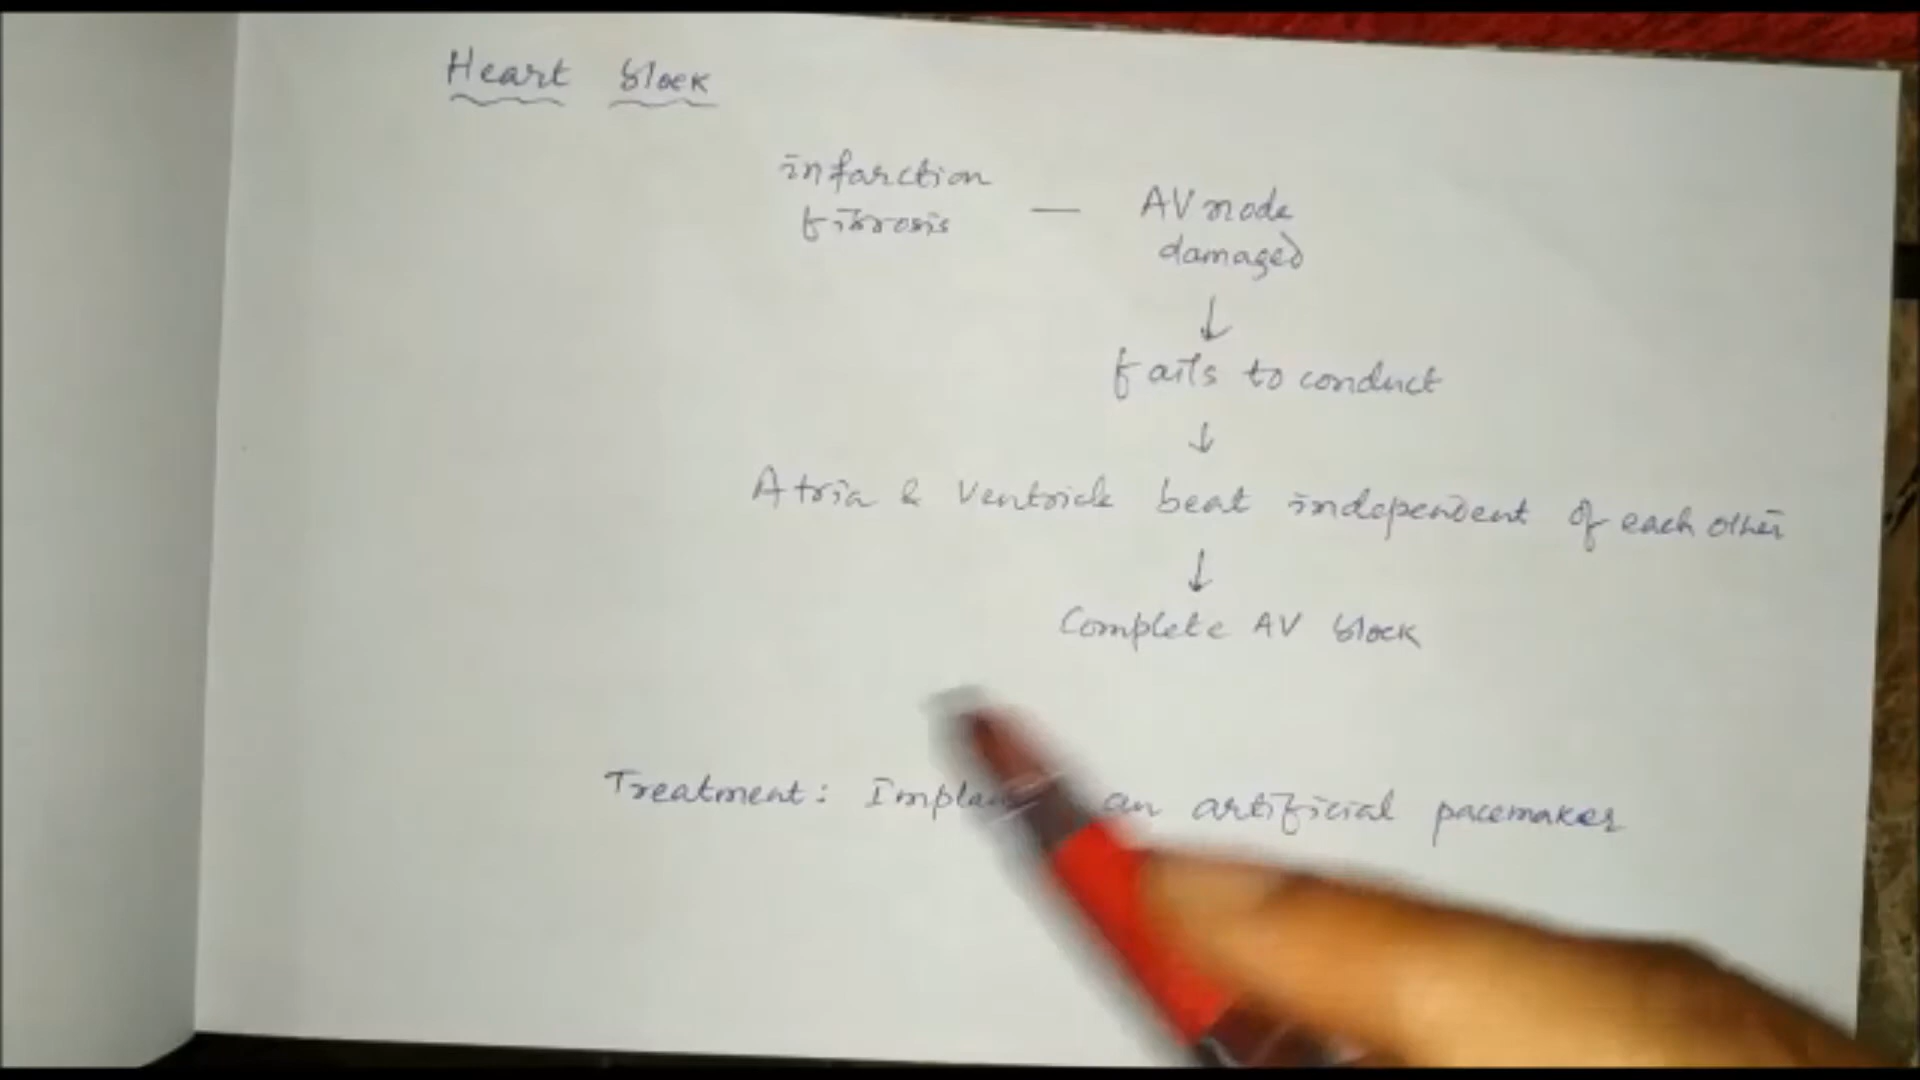 Heart block
infarction
fibrosis — AV node
damaged
↓
fails to conduct
↓
Atria & Ventricle beat independent of each other
↓
Complete AV block
Treatment: an artificial pacemaker